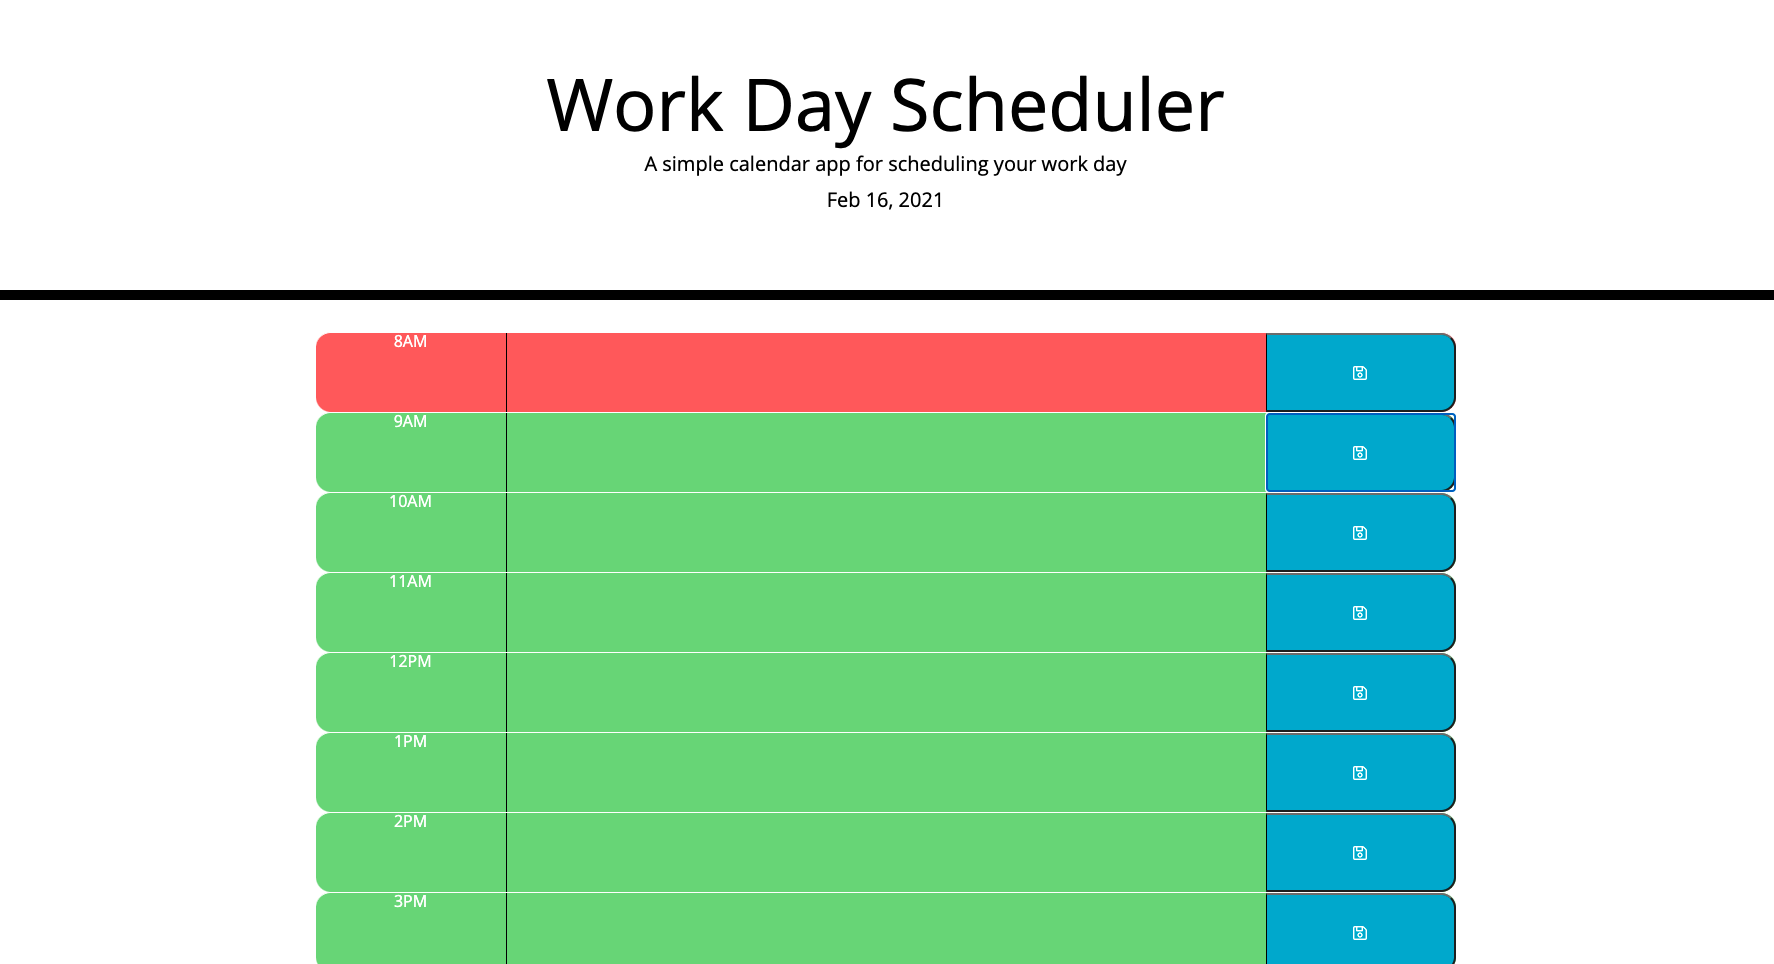 Work Day Scheduler
A simple calendar app for scheduling your work day
Feb 16, 2021
8AM
9AM
10AM
11AM
12PM
1PM
2PM
3PM